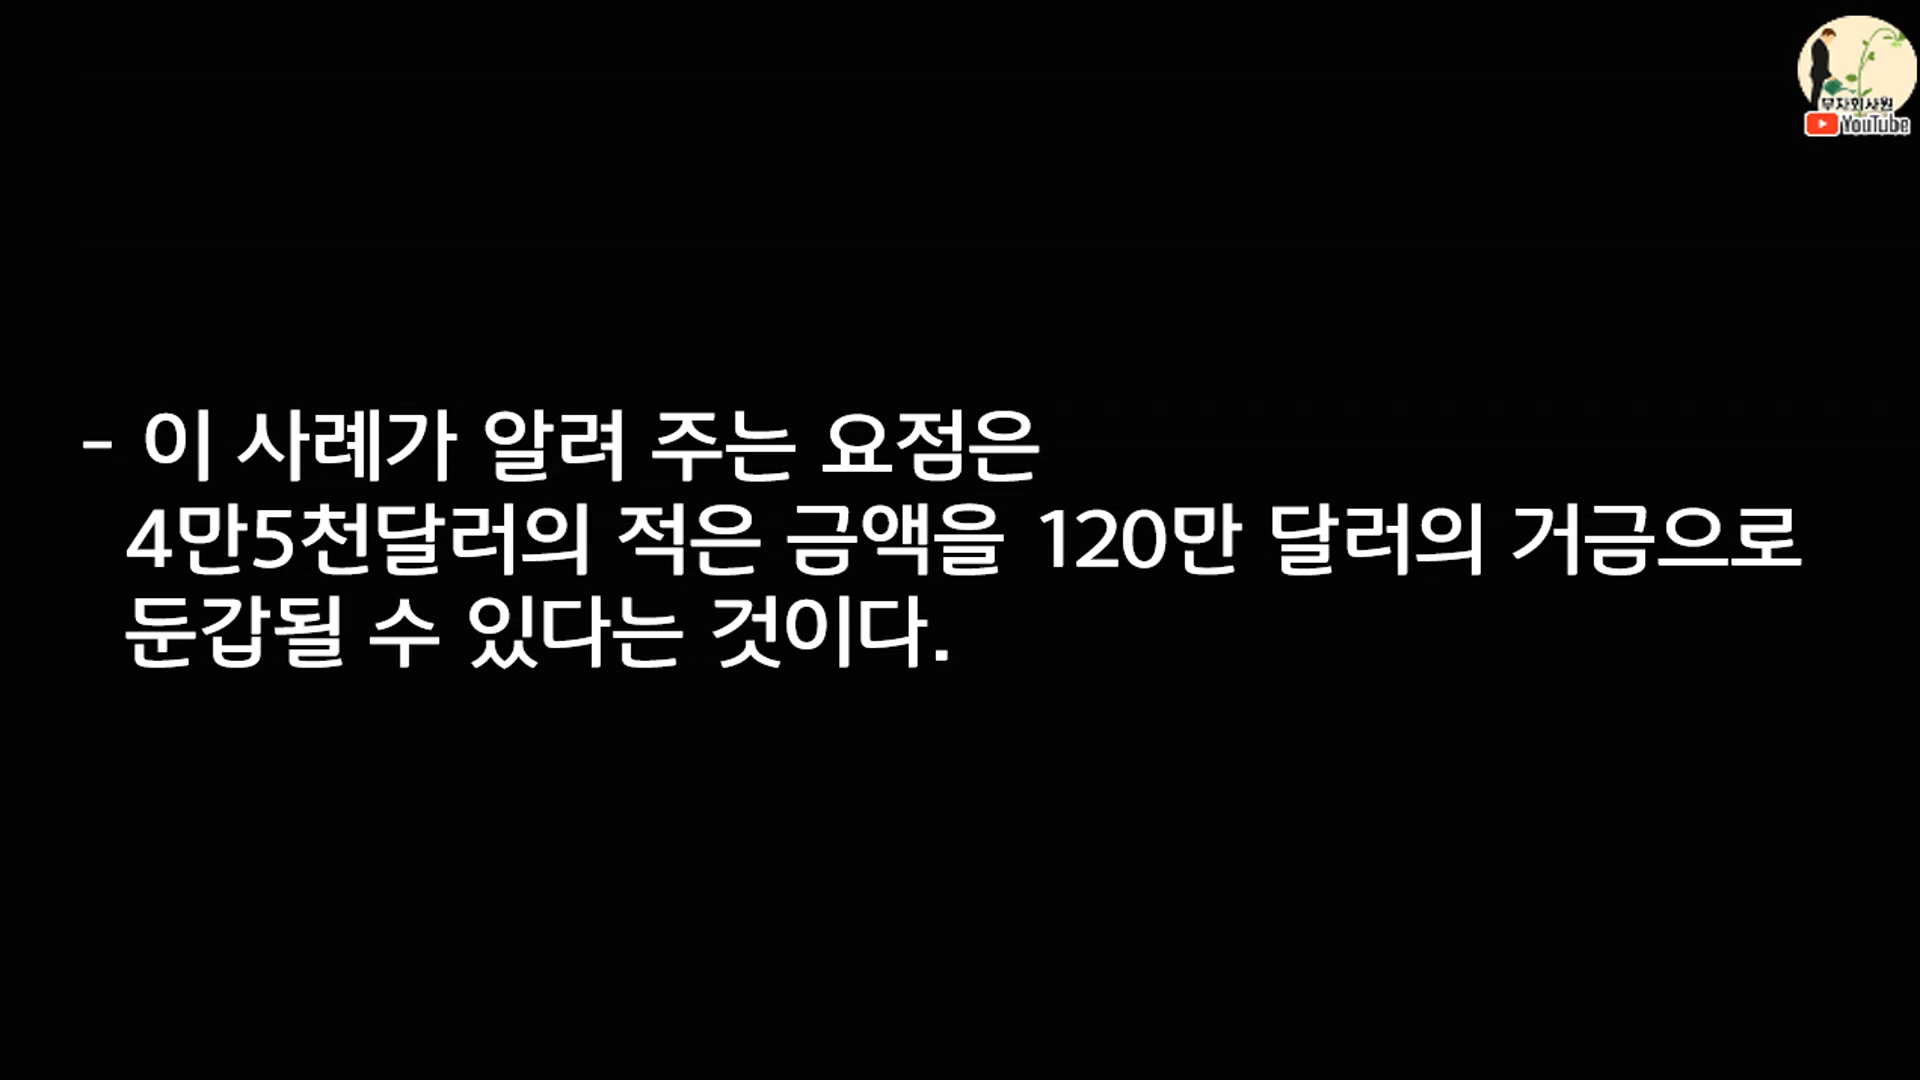 부자회사원
YouTube
- 이 사례가 알려 주는 요점은
4만5천달러의 적은 금액을 120만 달러의 거금으로
둔갑될 수 있다는 것이다.